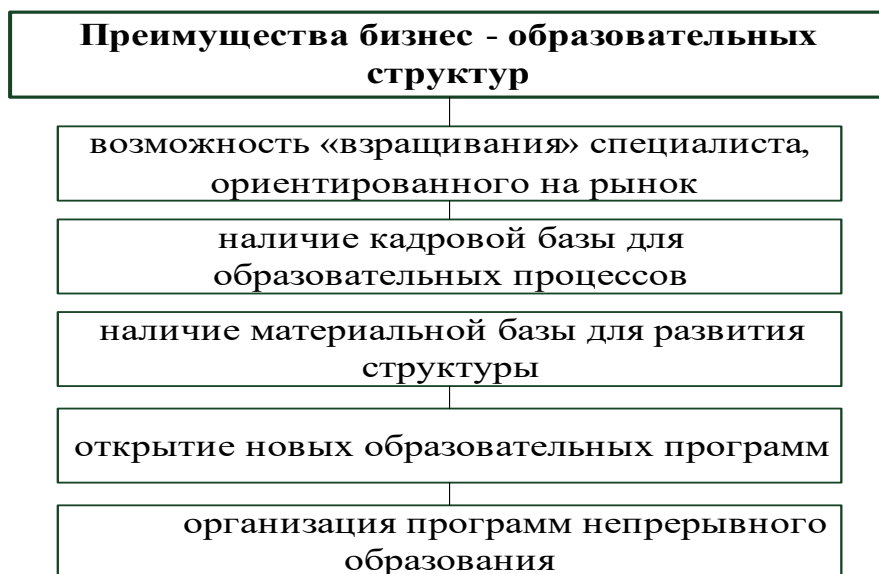 Преимущества бизнес - образовательных
структур
возможность «взращивания» специалиста,
ориентированного на рынок
наличие кадровой базы для
образовательных процессов
наличие материальной базы для развития
структуры
открытие новых образовательных программ
организация программ непрерывного
образования